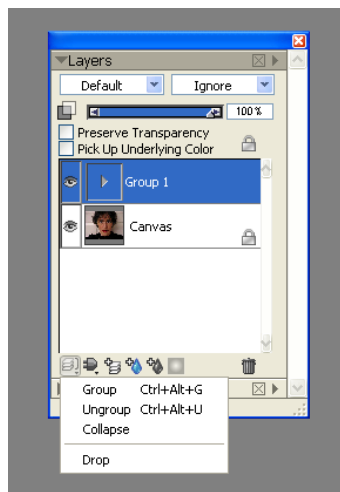 Layers
Default Ignore
100%
Preserve Transparency
Pick Up Underlying Color
Group 1
Canvas
Group Ctrl+Alt+G
Ungroup Ctrl+Alt+U
Collapse
Drop